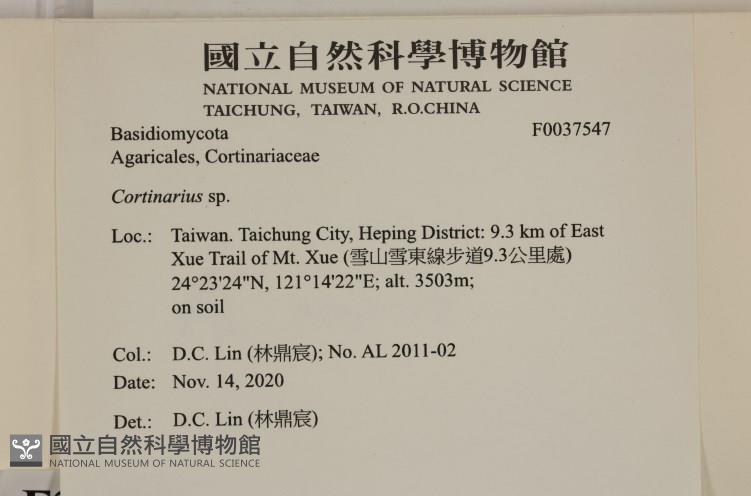 國立自然科學博物館
NATIONAL MUSEUM OF NATURAL SCIENCE
TAICHUNG, TAIWAN, R.O.CHINA
Basidiomycota F0037547
Agaricales, Cortinariaceae
Cortinarius sp.
Loc.: Taiwan. Taichung City, Heping District: 9.3 km of East
Xue Trail of Mt. Xue (雪山雪東線步道9.3公里處)
24°23'24"N, 121°14'22"E; alt. 3503m;
on soil
Col.: D.C. Lin (林鼎宸); No. AL 2011-02
Date: Nov. 14, 2020
Det.: D.C. Lin (林鼎宸)
國立自然科學博物館
NATIONAL MUSEUM OF NATURAL SCIENCE